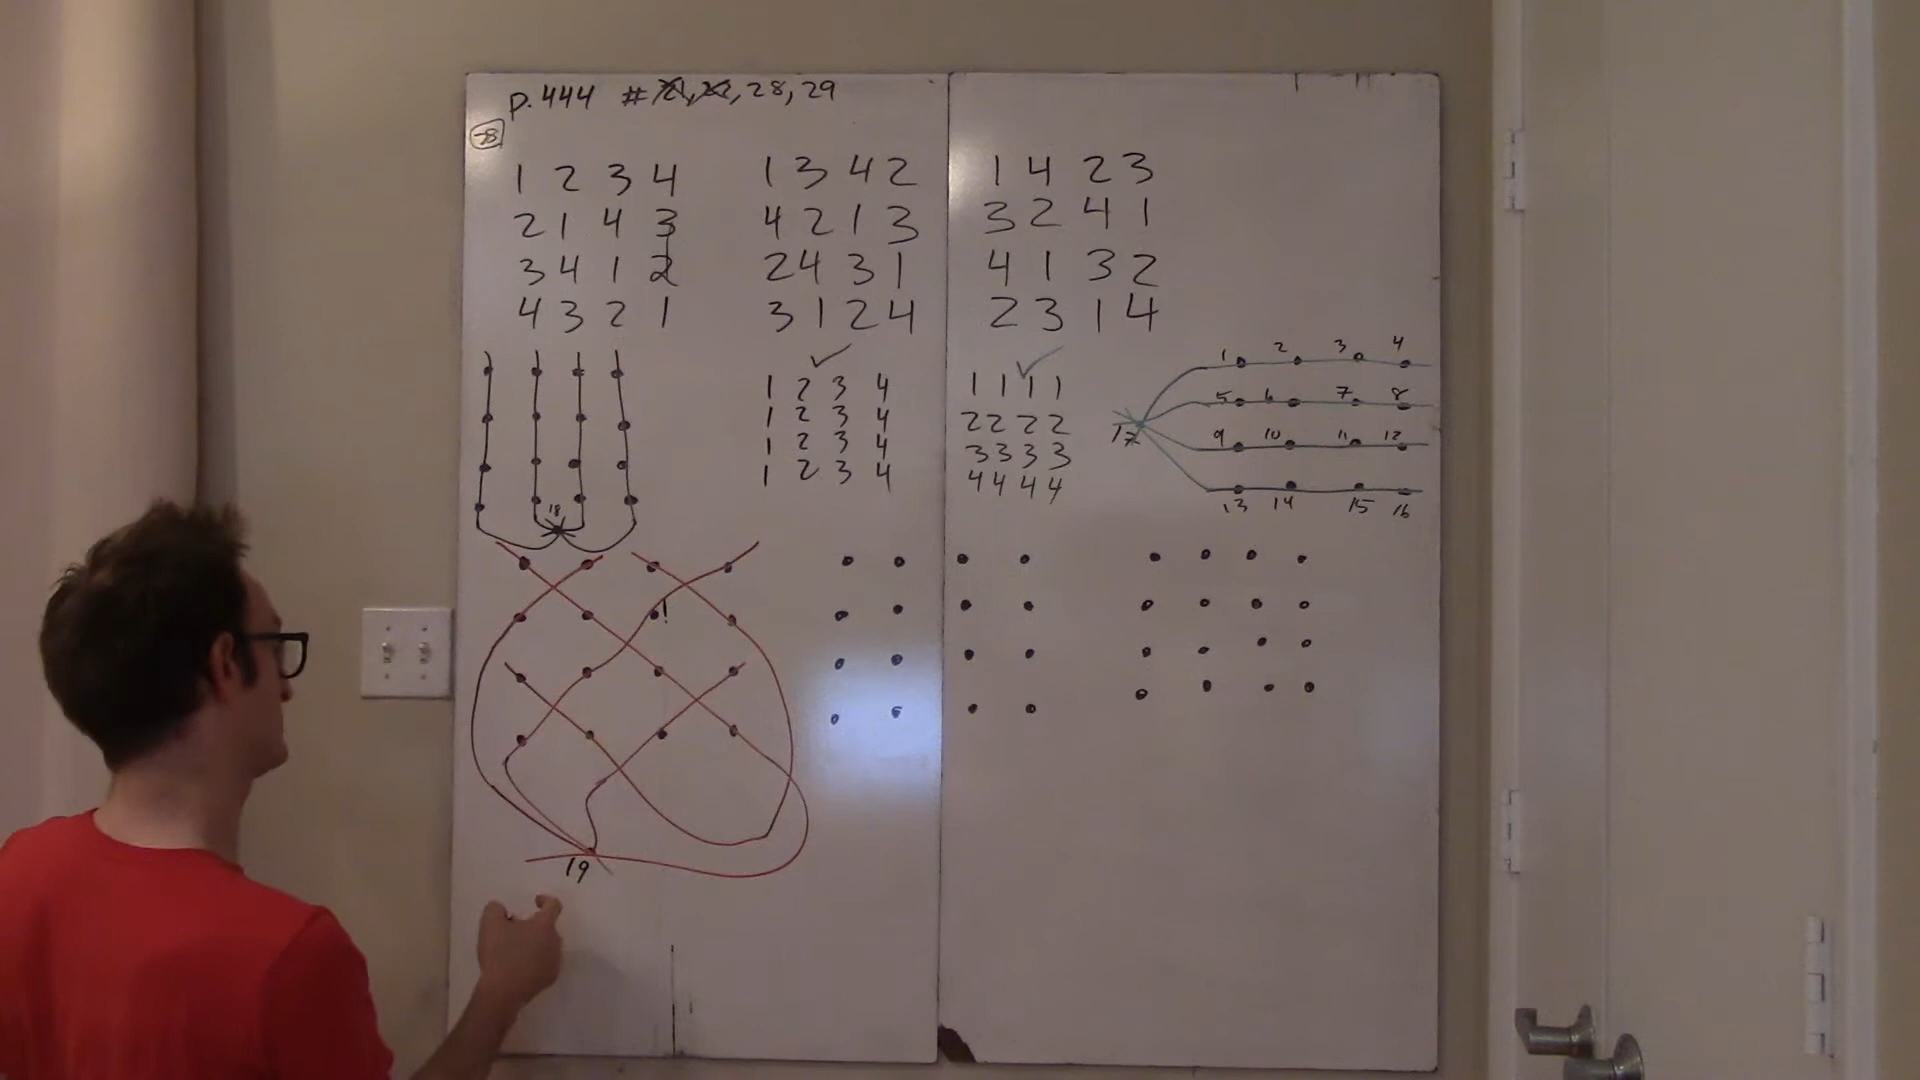 p.444 #21, 22, 28, 29
28
1 2 3 4
2 1 4 3
3 4 1 2
4 3 2 1
1 3 4 2
4 2 1 3
2 4 3 1
3 1 2 4
1 4 2 3
3 2 4 1
4 1 3 2
2 3 1 4
1 2 3 4
1 2 3 4
1 2 3 4
1 2 3 4
1 1 1 1
2 2 2 2
3 3 3 3
4 4 4 4
1 2 3 4
5 6 7 8
17
9 10 11 12
13 14 15 16
18
!
19